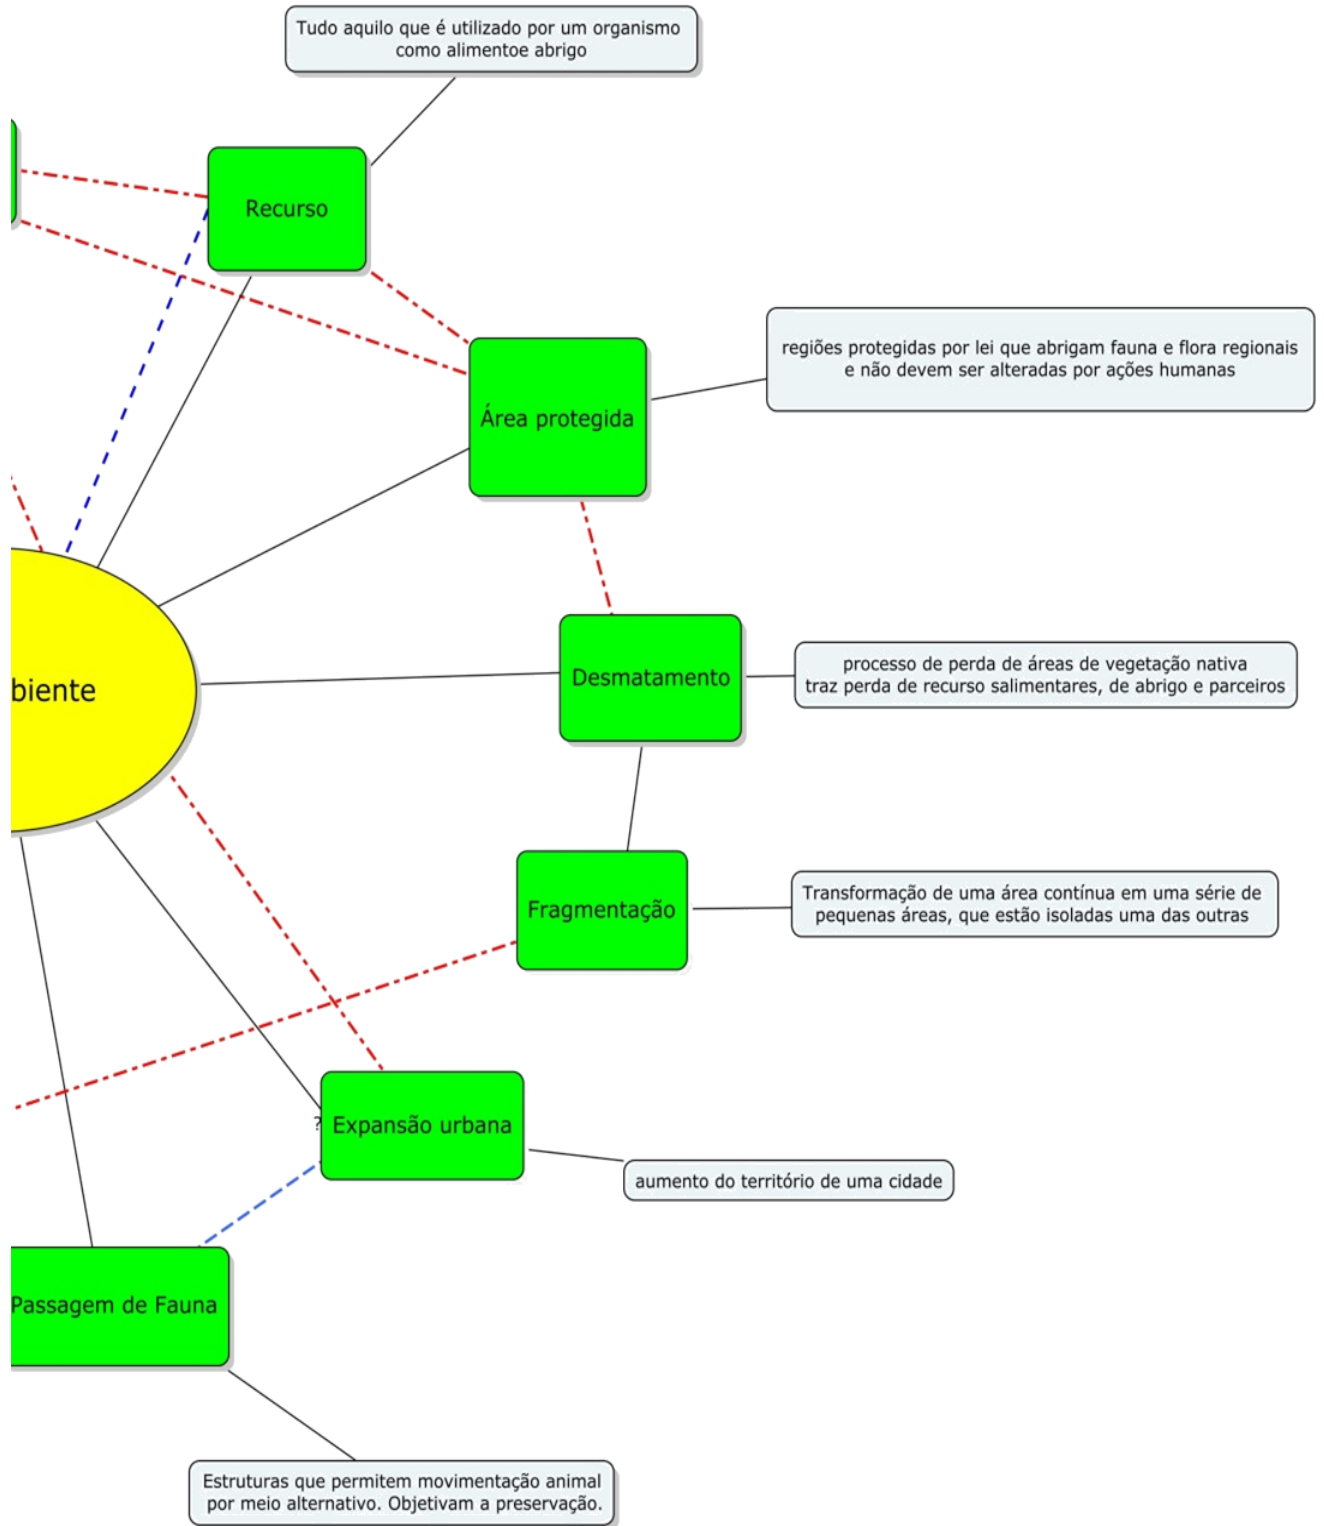 Tudo aquilo que é utilizado por um organismo
como alimentoe abrigo
Recurso
regiões protegidas por lei que abrigam fauna e flora regionais
e não devem ser alteradas por ações humanas
Área protegida
biente
Desmatamento
processo de perda de áreas de vegetação nativa
traz perda de recurso salimentares, de abrigo e parceiros
Fragmentação
Transformação de uma área contínua em uma série de
pequenas áreas, que estão isoladas uma das outras
?
Expansão urbana
aumento do território de uma cidade
Passagem de Fauna
Estruturas que permitem movimentação animal
por meio alternativo. Objetivam a preservação.